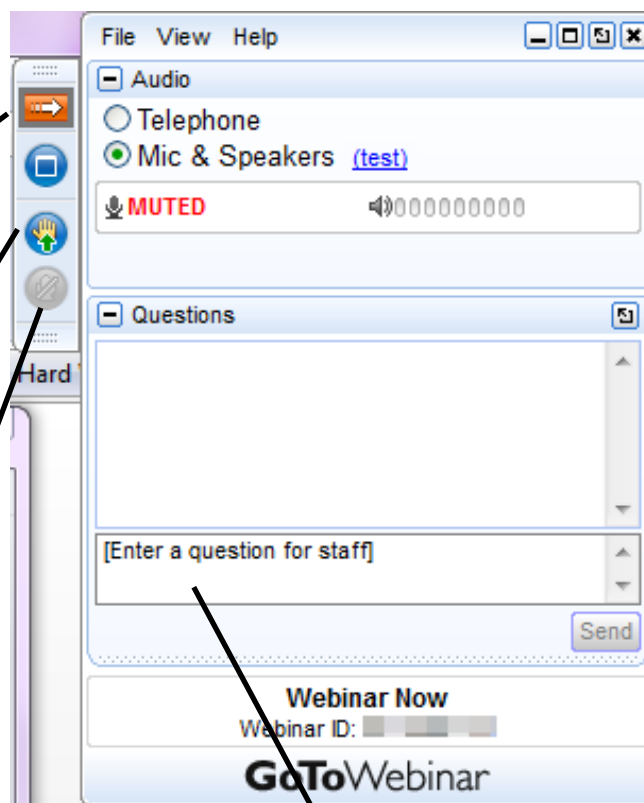 File View Help
Audio
Telephone
Mic & Speakers (test)
MUTED
Questions
Hard
[Enter a question for staff]
Send
Webinar Now
Webinar ID:
GoToWebinar